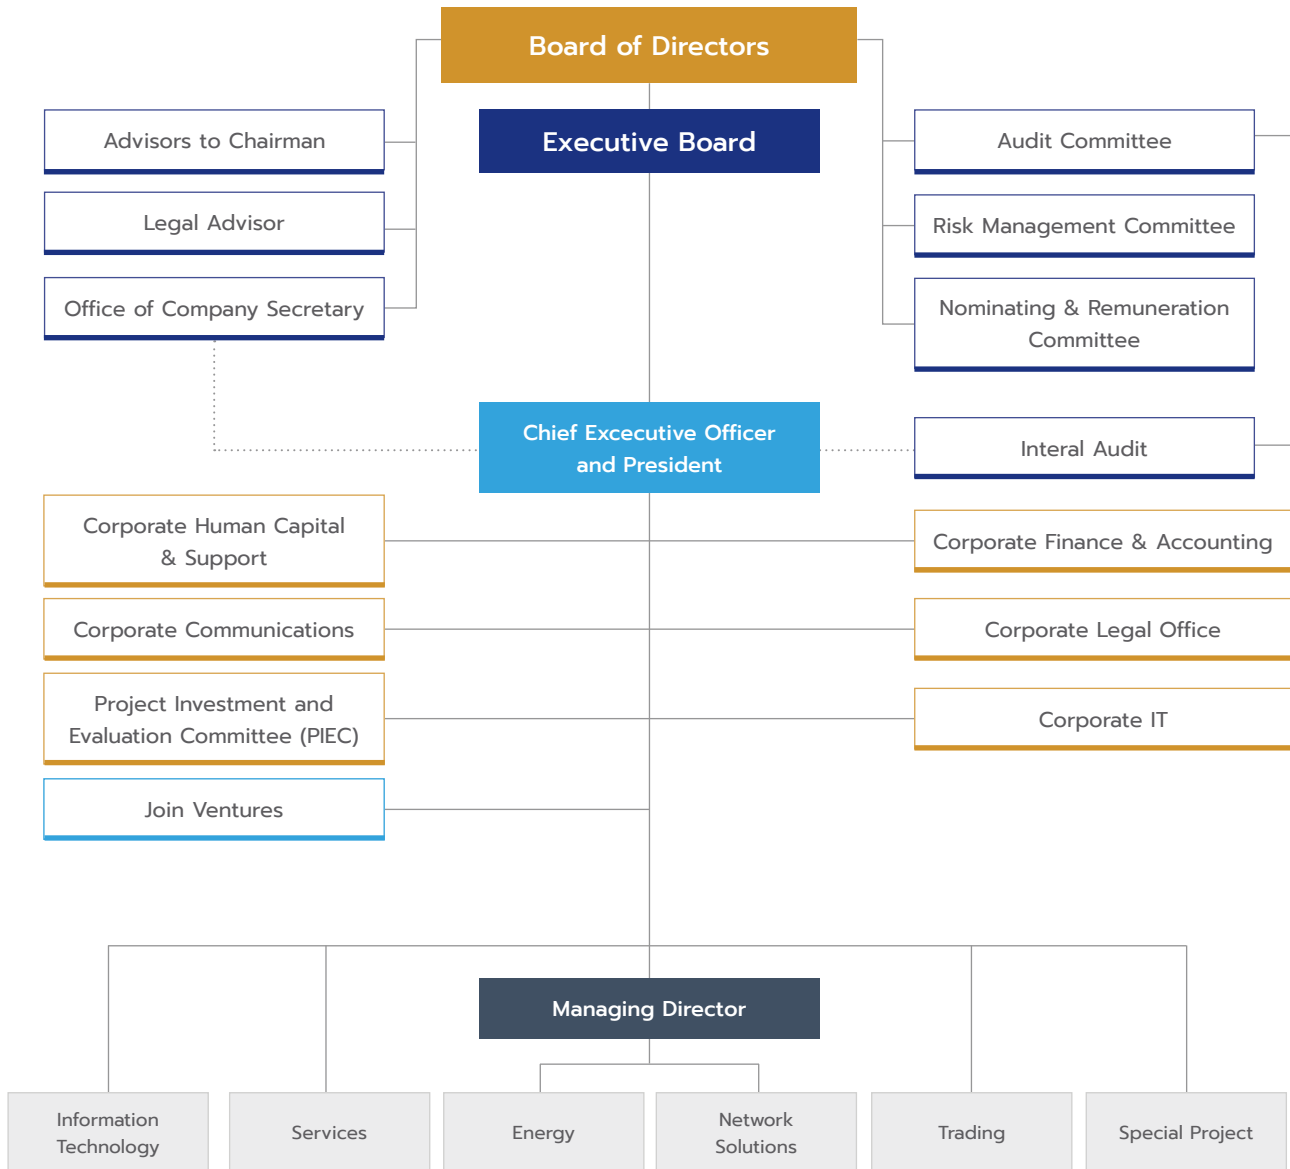 Board of Directors
Executive Board
Advisors to Chairman
Legal Advisor
Office of Company Secretary
Audit Committee
Risk Management Committee
Nominating & Remuneration
Committee
Chief Excecutive Officer
and President
Interal Audit
Corporate Human Capital
& Support
Corporate Finance & Accounting
Corporate Communications
Corporate Legal Office
Project Investment and
Evaluation Committee (PIEC)
Corporate IT
Join Ventures
Managing Director
Information
Technology
Services
Energy
Network
Solutions
Trading
Special Project